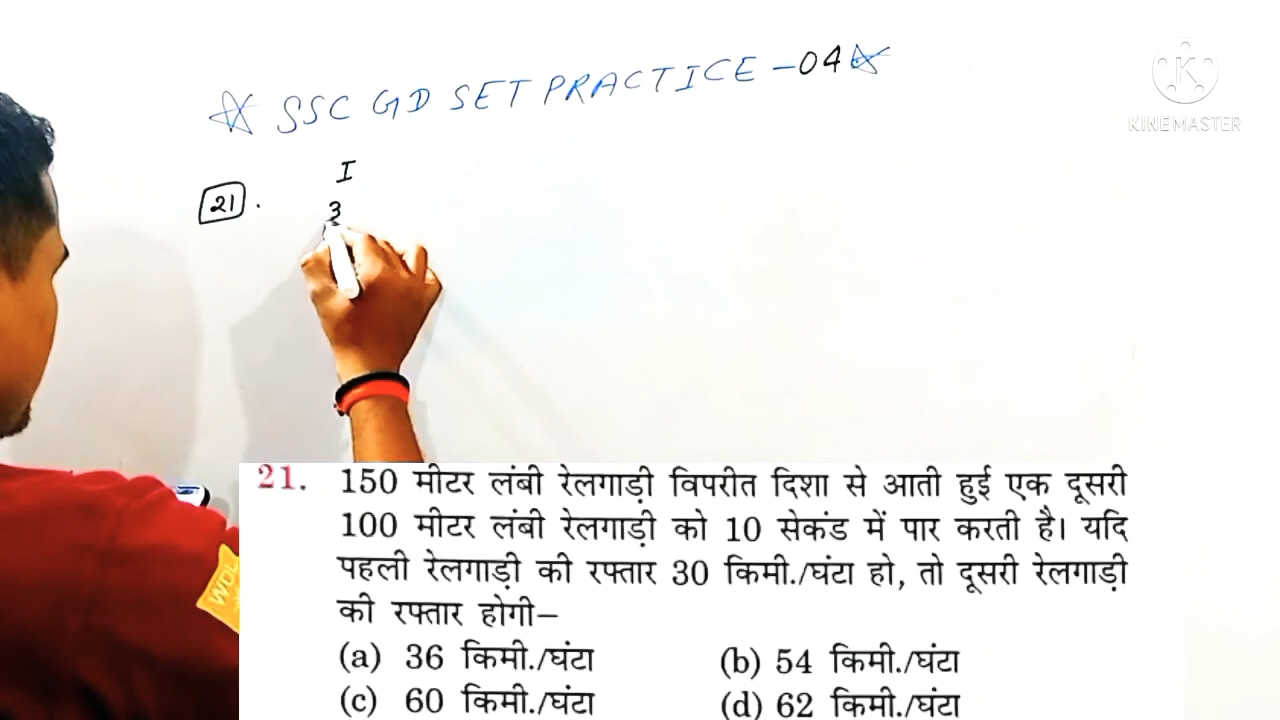 ☆ SSC GD SET PRACTICE -04☆
KINEMASTER
I
21.
3
WDL
21. 150 मीटर लंबी रेलगाड़ी विपरीत दिशा से आती हुई एक दूसरी
100 मीटर लंबी रेलगाड़ी को 10 सेकंड में पार करती है। यदि
पहली रेलगाड़ी की रफ्तार 30 किमी./घंटा हो, तो दूसरी रेलगाड़ी
की रफ्तार होगी–
(a) 36 किमी./घंटा (b) 54 किमी./घंटा
(c) 60 किमी./घंटा (d) 62 किमी./घंटा